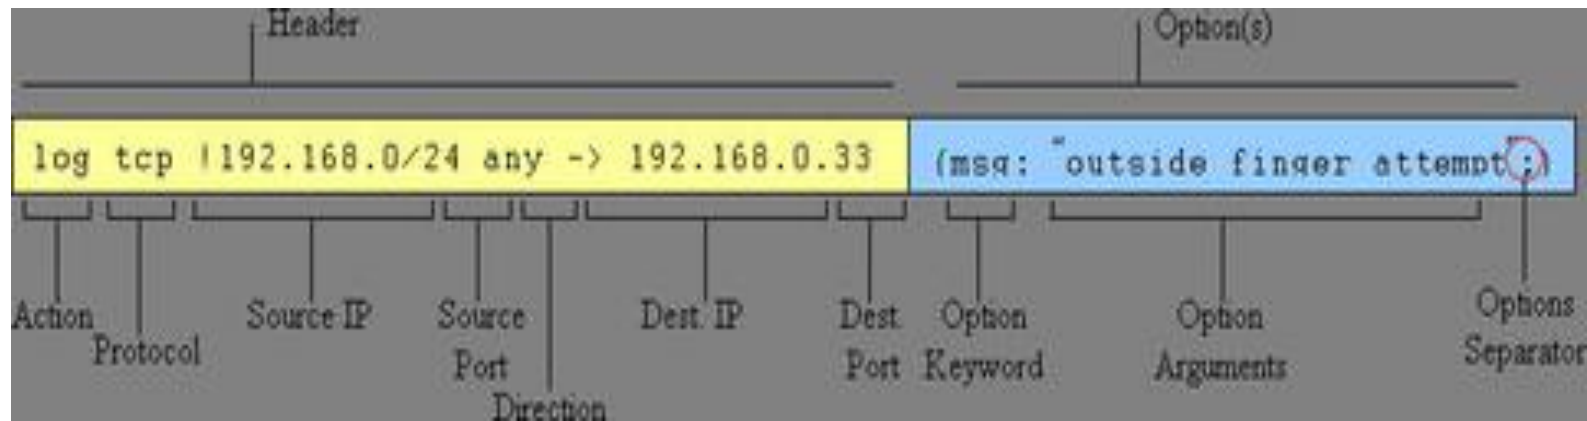 Header Option(s)
log tcp !192.168.0/24 any -> 192.168.0.33 (msg: "outside finger attempt";)
Action Protocol Source IP Source Port Direction Dest. IP Dest. Port Option Keyword Option Arguments Options Separator